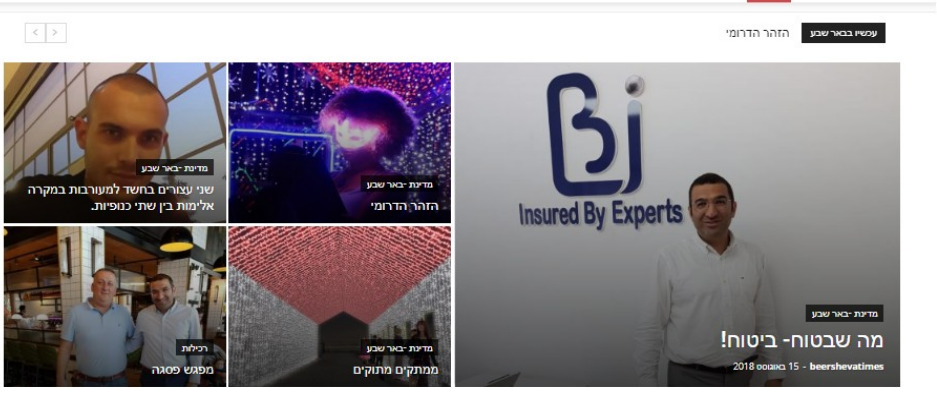 עכשיו בבאר שבע
הזהר הדרומי
Bj
Insured By Experts
מדינת -באר שבע
מה שבטוח- ביטוח!
beershevatimes - 15 באוגוסט 2018
מדינת -באר שבע
הזהר הדרומי
מדינת -באר שבע
שני עצורים בחשד למעורבות במקרה
אלימות בין שתי כנופיות.
מדינת -באר שבע
ממתקים מתוקים
רכילות
מפגש פסגה